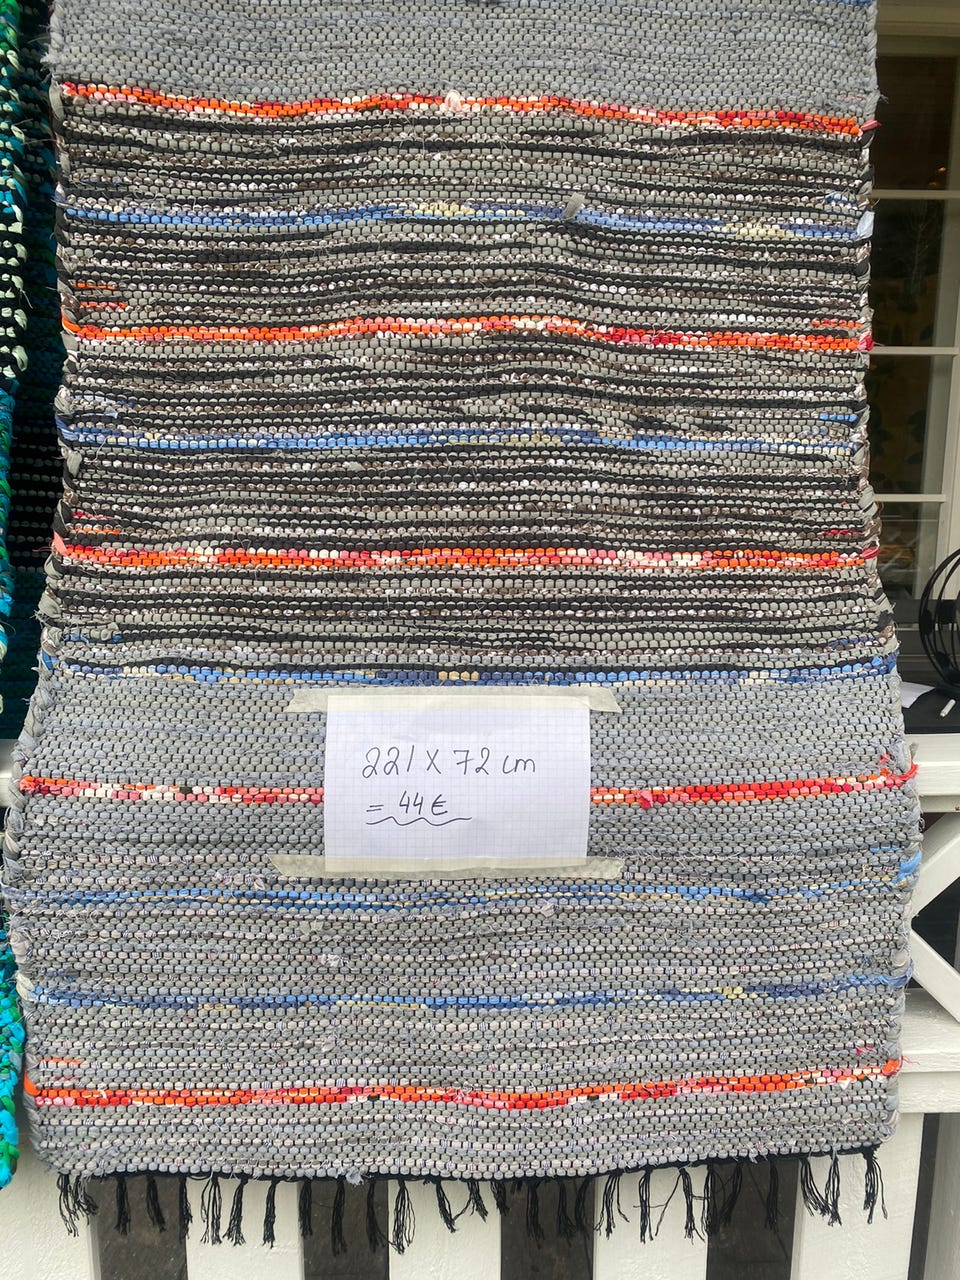 221 x 72 cm
= 44€